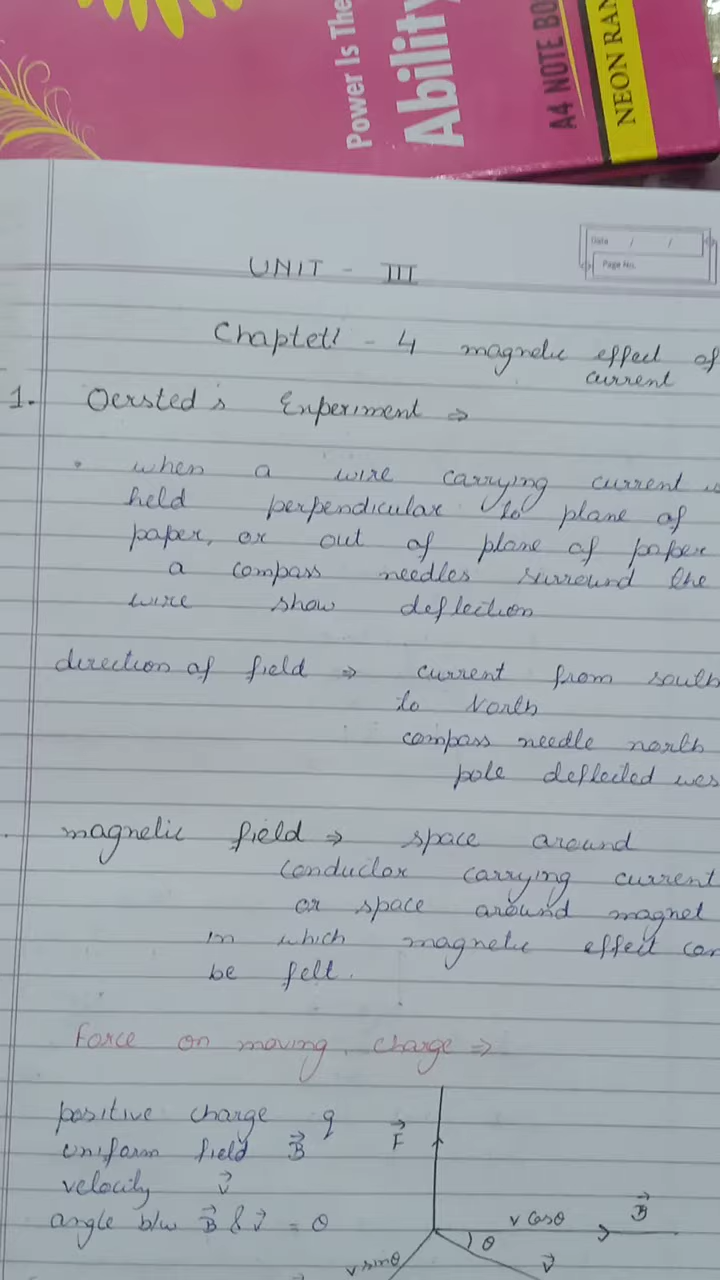 Power Is The
Ability
A4 NOTE BO
NEON RAN
Date / /
Page No.
UNIT - III
Chapter - 4 magnetic effect of
current
1. Oersted's Experiment ⇒
• when a wire carrying current is
held perpendicular to plane of
paper, or out of plane of paper
a compass needles surround the
wire show deflection
direction of field ⇒ current from south
to North
compass needle north
pole deflected wes
magnetic field ⇒ space around
conductor carrying current
or space around magnet
in which magnetic effect can
be felt.
Force on moving charge ⇒
positive charge q
uniform field B⃗
velocity v⃗
angle b/w B⃗ & v⃗ = θ
F⃗
v cosθ
B⃗
θ
v⃗
v sinθ